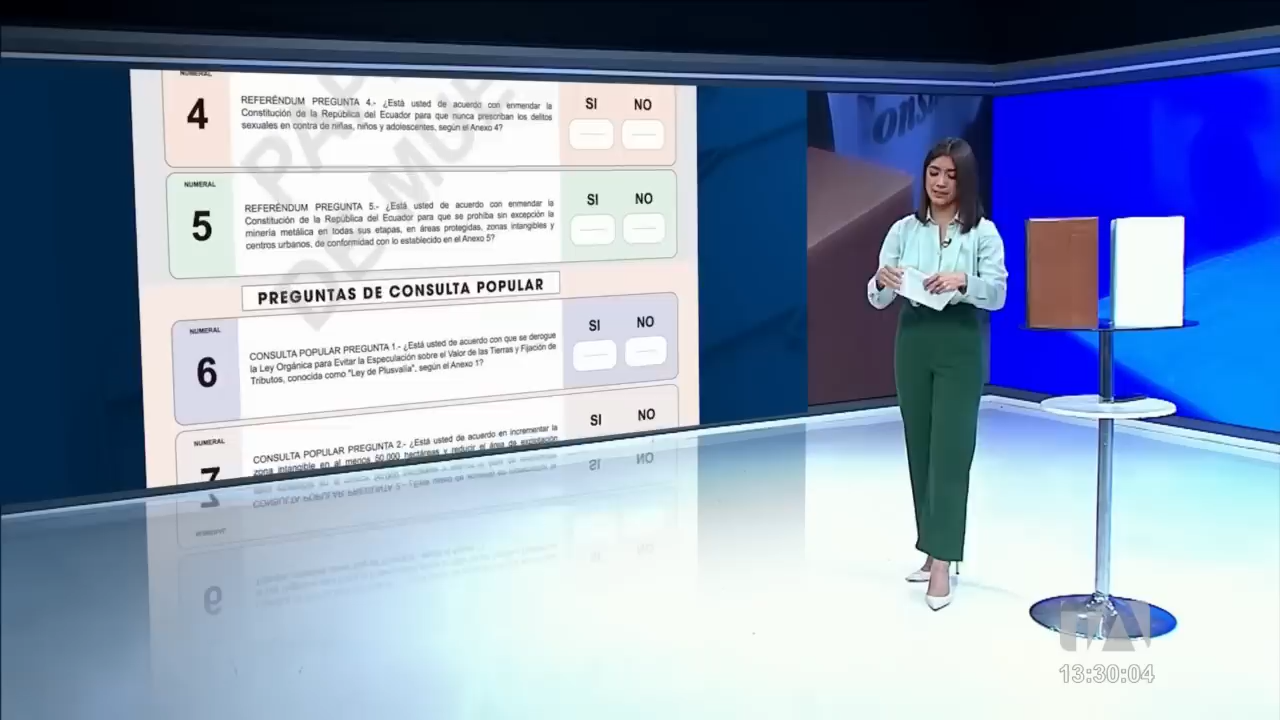 NUMERAL
4
REFERÉNDUM PREGUNTA 4.- ¿Está usted de acuerdo con enmendar la
Constitución de la República del Ecuador para que nunca prescriban los delitos
sexuales en contra de niñas, niños y adolescentes, según el Anexo 4?
SI NO
NUMERAL
5
REFERÉNDUM PREGUNTA 5.- ¿Está usted de acuerdo con enmendar la
Constitución de la República del Ecuador para que se prohiba sin excepción la
minería metálica en todas sus etapas, en áreas protegidas, zonas intangibles y
centros urbanos, de conformidad con lo establecido en el Anexo 5?
SI NO
PREGUNTAS DE CONSULTA POPULAR
NUMERAL
6
CONSULTA POPULAR PREGUNTA 1.- ¿Está usted de acuerdo con que se derogue
la Ley Orgánica para Evitar la Especulación sobre el Valor de las Tierras y Fijación de
Tributos, conocida como "Ley de Plusvalía", según el Anexo 1?
SI NO
NUMERAL
7
CONSULTA POPULAR PREGUNTA 2.- ¿Está usted de acuerdo en incrementar la
zona intangible en al menos 50.000 hectáreas y reducir el área de explotación
SI NO
13:30:04